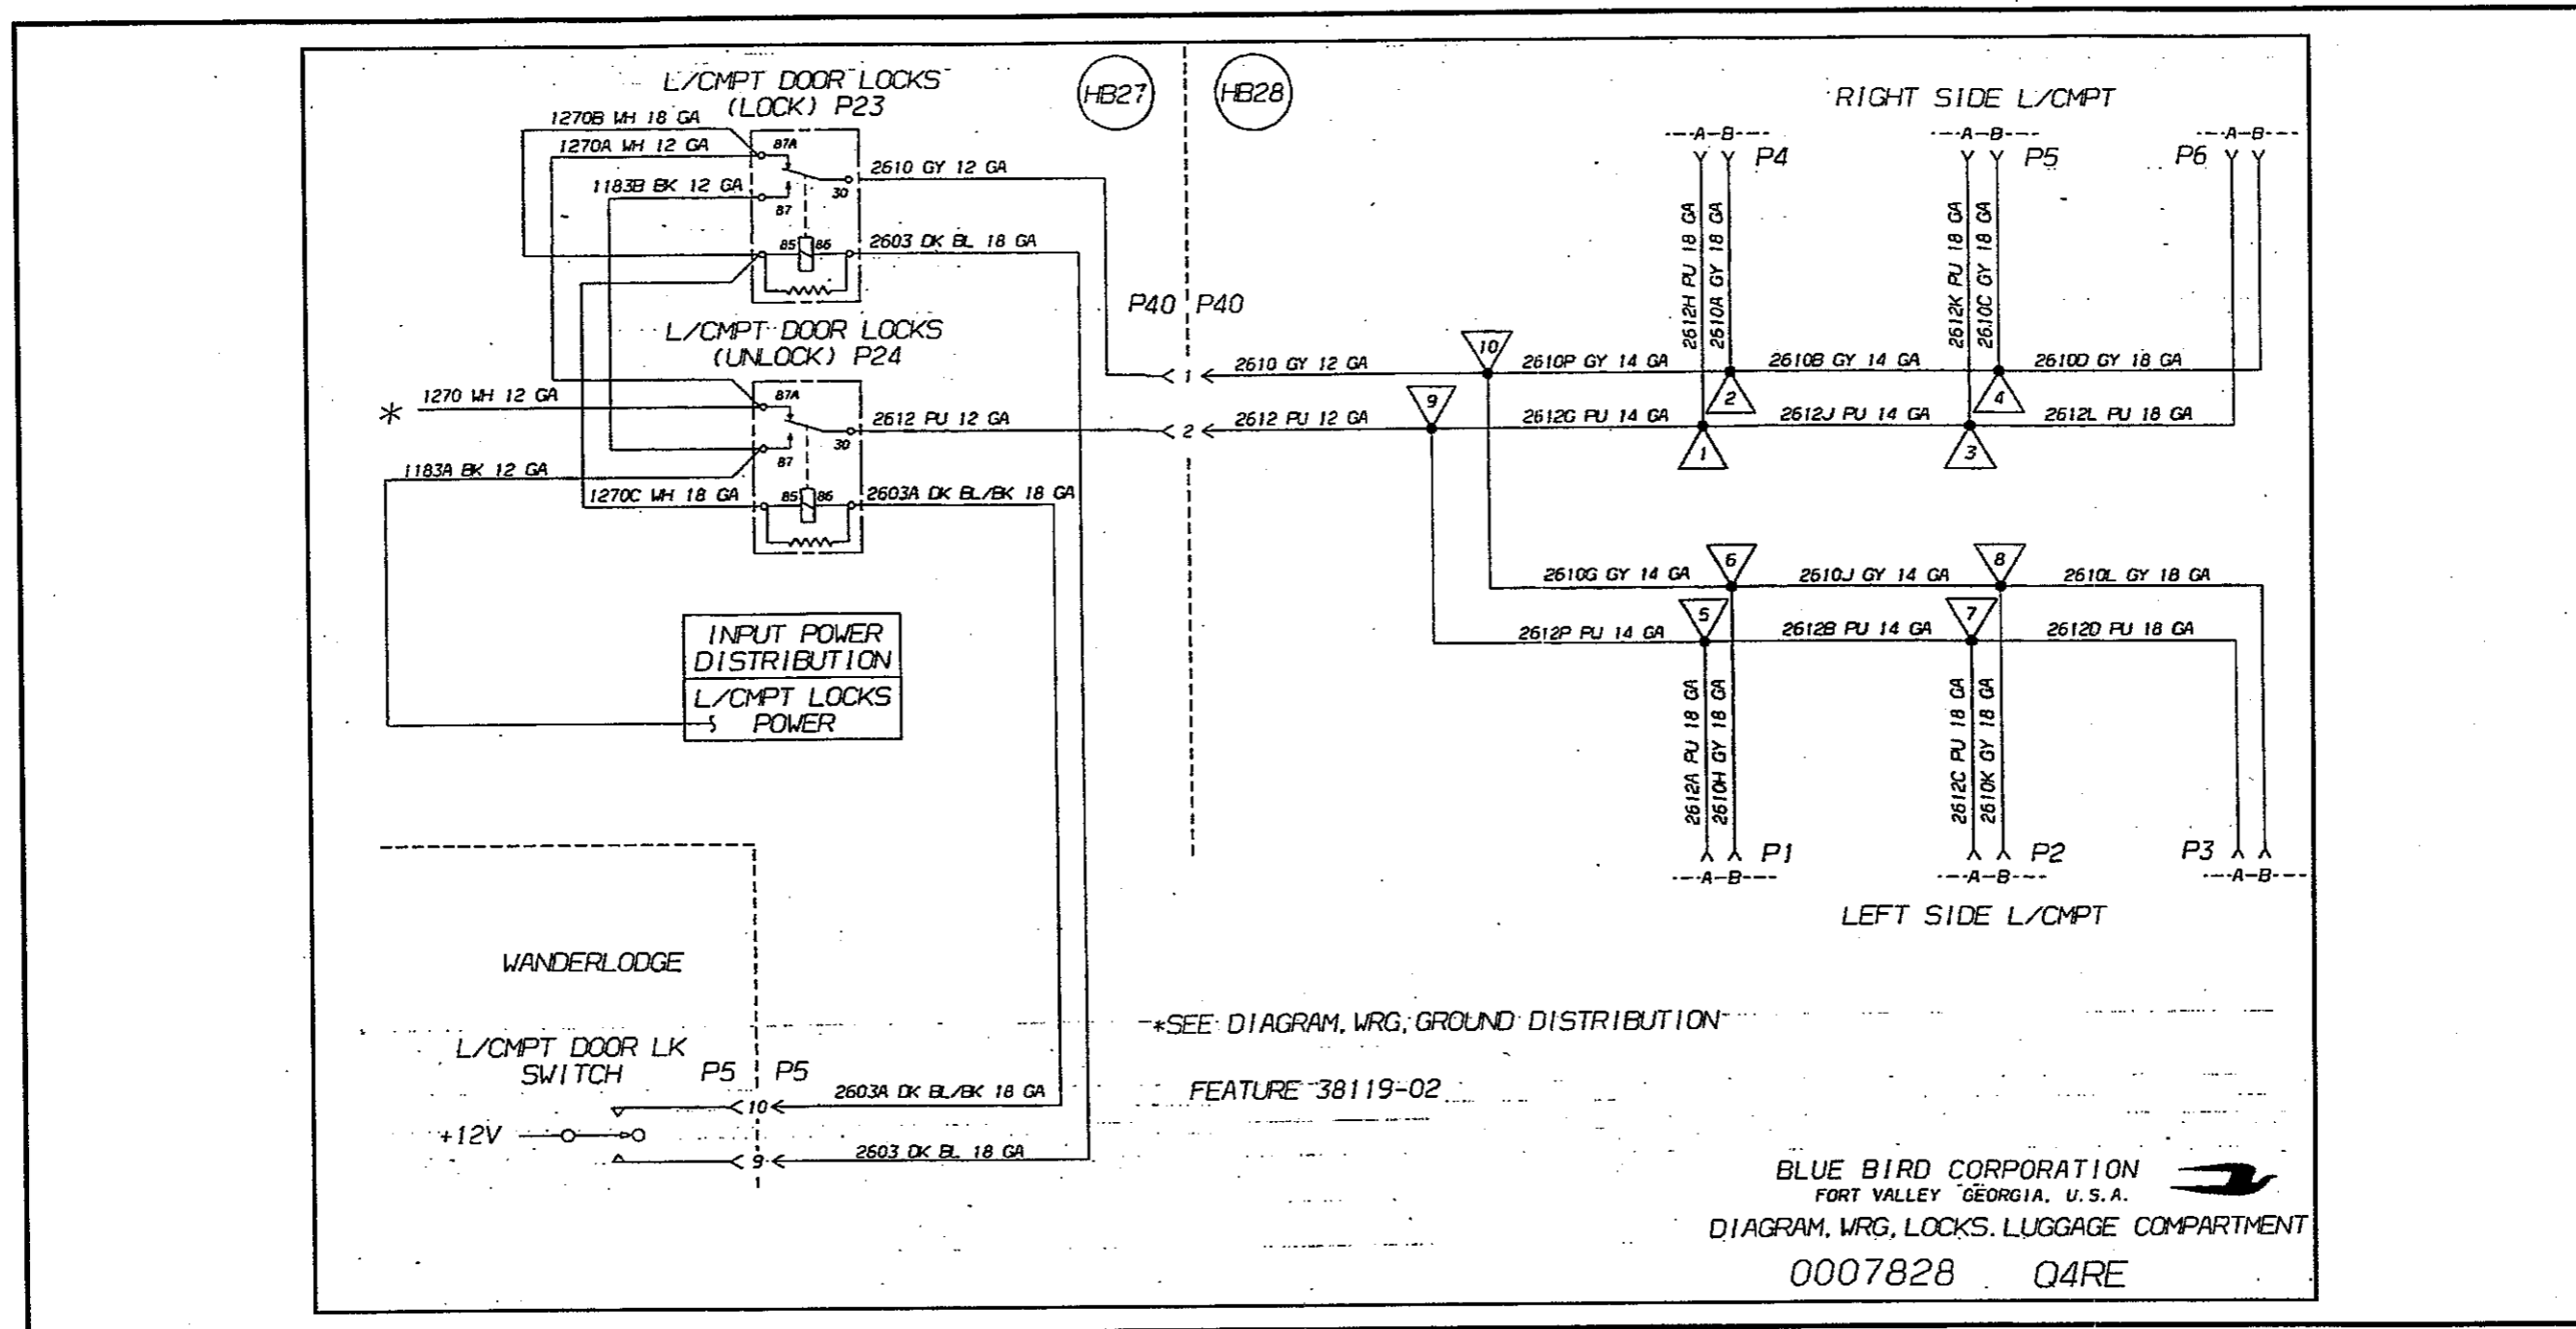 L/CMPT DOOR LOCKS
(LOCK) P23
HB27
HB28
1270B WH 18 GA
1270A WH 12 GA
1183B BK 12 GA
87A
87
30
85
86
2610 GY 12 GA
2603 DK BL 18 GA
L/CMPT DOOR LOCKS
(UNLOCK) P24
1270 WH 12 GA
*
1183A BK 12 GA
1270C WH 18 GA
87A
87
30
85
86
2612 PU 12 GA
2603A DK BL/BK 18 GA
P40
P40
1
2
INPUT POWER
DISTRIBUTION
L/CMPT LOCKS
POWER
WANDERLODGE
L/CMPT DOOR LK
SWITCH
P5
P5
+12V
10
9
2603A DK BL/BK 18 GA
2603 DK BL 18 GA
RIGHT SIDE L/CMPT
A-B
P4
A-B
P5
A-B
P6
2612H PU 18 GA
2610A GY 18 GA
2612K PU 18 GA
2610C GY 18 GA
2610 GY 12 GA
10
2610P GY 14 GA
2
2610B GY 14 GA
4
2610D GY 18 GA
2612 PU 12 GA
9
2612G PU 14 GA
1
2612J PU 14 GA
3
2612L PU 18 GA
2610G GY 14 GA
6
2610J GY 14 GA
8
2610L GY 18 GA
2612P PU 14 GA
5
2612B PU 14 GA
7
2612D PU 18 GA
2612A PU 18 GA
2610H GY 18 GA
2612C PU 18 GA
2610K GY 18 GA
P1
A-B
P2
A-B
P3
A-B
LEFT SIDE L/CMPT
*SEE DIAGRAM, WRG, GROUND DISTRIBUTION
FEATURE 38119-02
BLUE BIRD CORPORATION
FORT VALLEY GEORGIA, U.S.A.
DIAGRAM, WRG, LOCKS. LUGGAGE COMPARTMENT
0007828 Q4RE